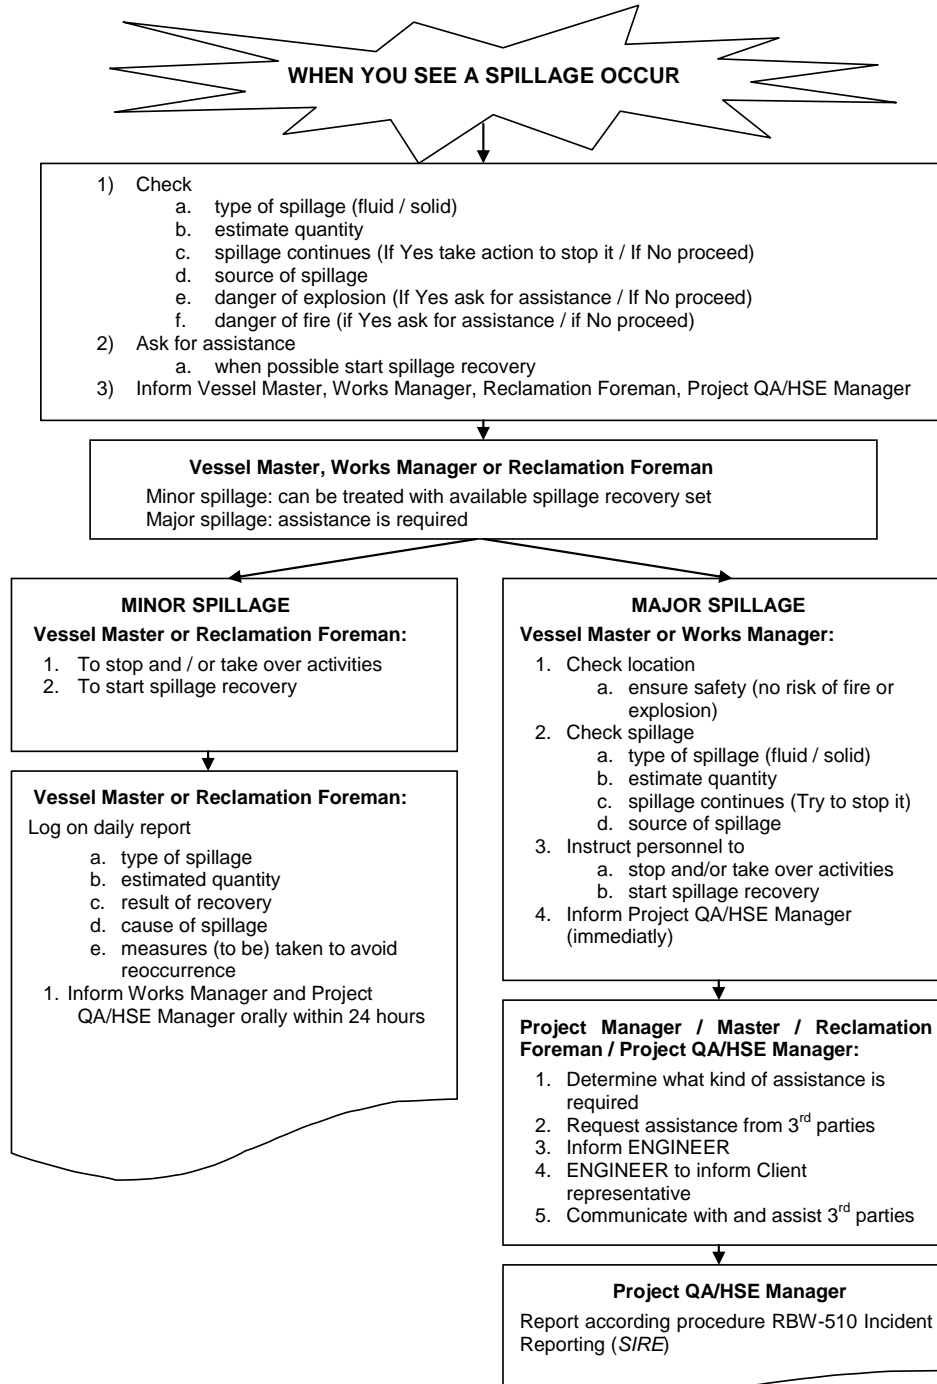 WHEN YOU SEE A SPILLAGE OCCUR
1) Check
a. type of spillage (fluid / solid)
b. estimate quantity
c. spillage continues (If Yes take action to stop it / If No proceed)
d. source of spillage
e. danger of explosion (If Yes ask for assistance / If No proceed)
f. danger of fire (if Yes ask for assistance / if No proceed)
2) Ask for assistance
a. when possible start spillage recovery
3) Inform Vessel Master, Works Manager, Reclamation Foreman, Project QA/HSE Manager
Vessel Master, Works Manager or Reclamation Foreman
Minor spillage: can be treated with available spillage recovery set
Major spillage: assistance is required
MINOR SPILLAGE
Vessel Master or Reclamation Foreman:
1. To stop and / or take over activities
2. To start spillage recovery
Vessel Master or Reclamation Foreman:
Log on daily report
a. type of spillage
b. estimated quantity
c. result of recovery
d. cause of spillage
e. measures (to be) taken to avoid
reoccurrence
1. Inform Works Manager and Project
QA/HSE Manager orally within 24 hours
MAJOR SPILLAGE
Vessel Master or Works Manager:
1. Check location
a. ensure safety (no risk of fire or
explosion)
2. Check spillage
a. type of spillage (fluid / solid)
b. estimate quantity
c. spillage continues (Try to stop it)
d. source of spillage
3. Instruct personnel to
a. stop and/or take over activities
b. start spillage recovery
4. Inform Project QA/HSE Manager
(immediatly)
Project Manager / Master / Reclamation
Foreman / Project QA/HSE Manager:
1. Determine what kind of assistance is
required
2. Request assistance from 3rd parties
3. Inform ENGINEER
4. ENGINEER to inform Client
representative
5. Communicate with and assist 3rd parties
Project QA/HSE Manager
Report according procedure RBW-510 Incident
Reporting (SIRE)